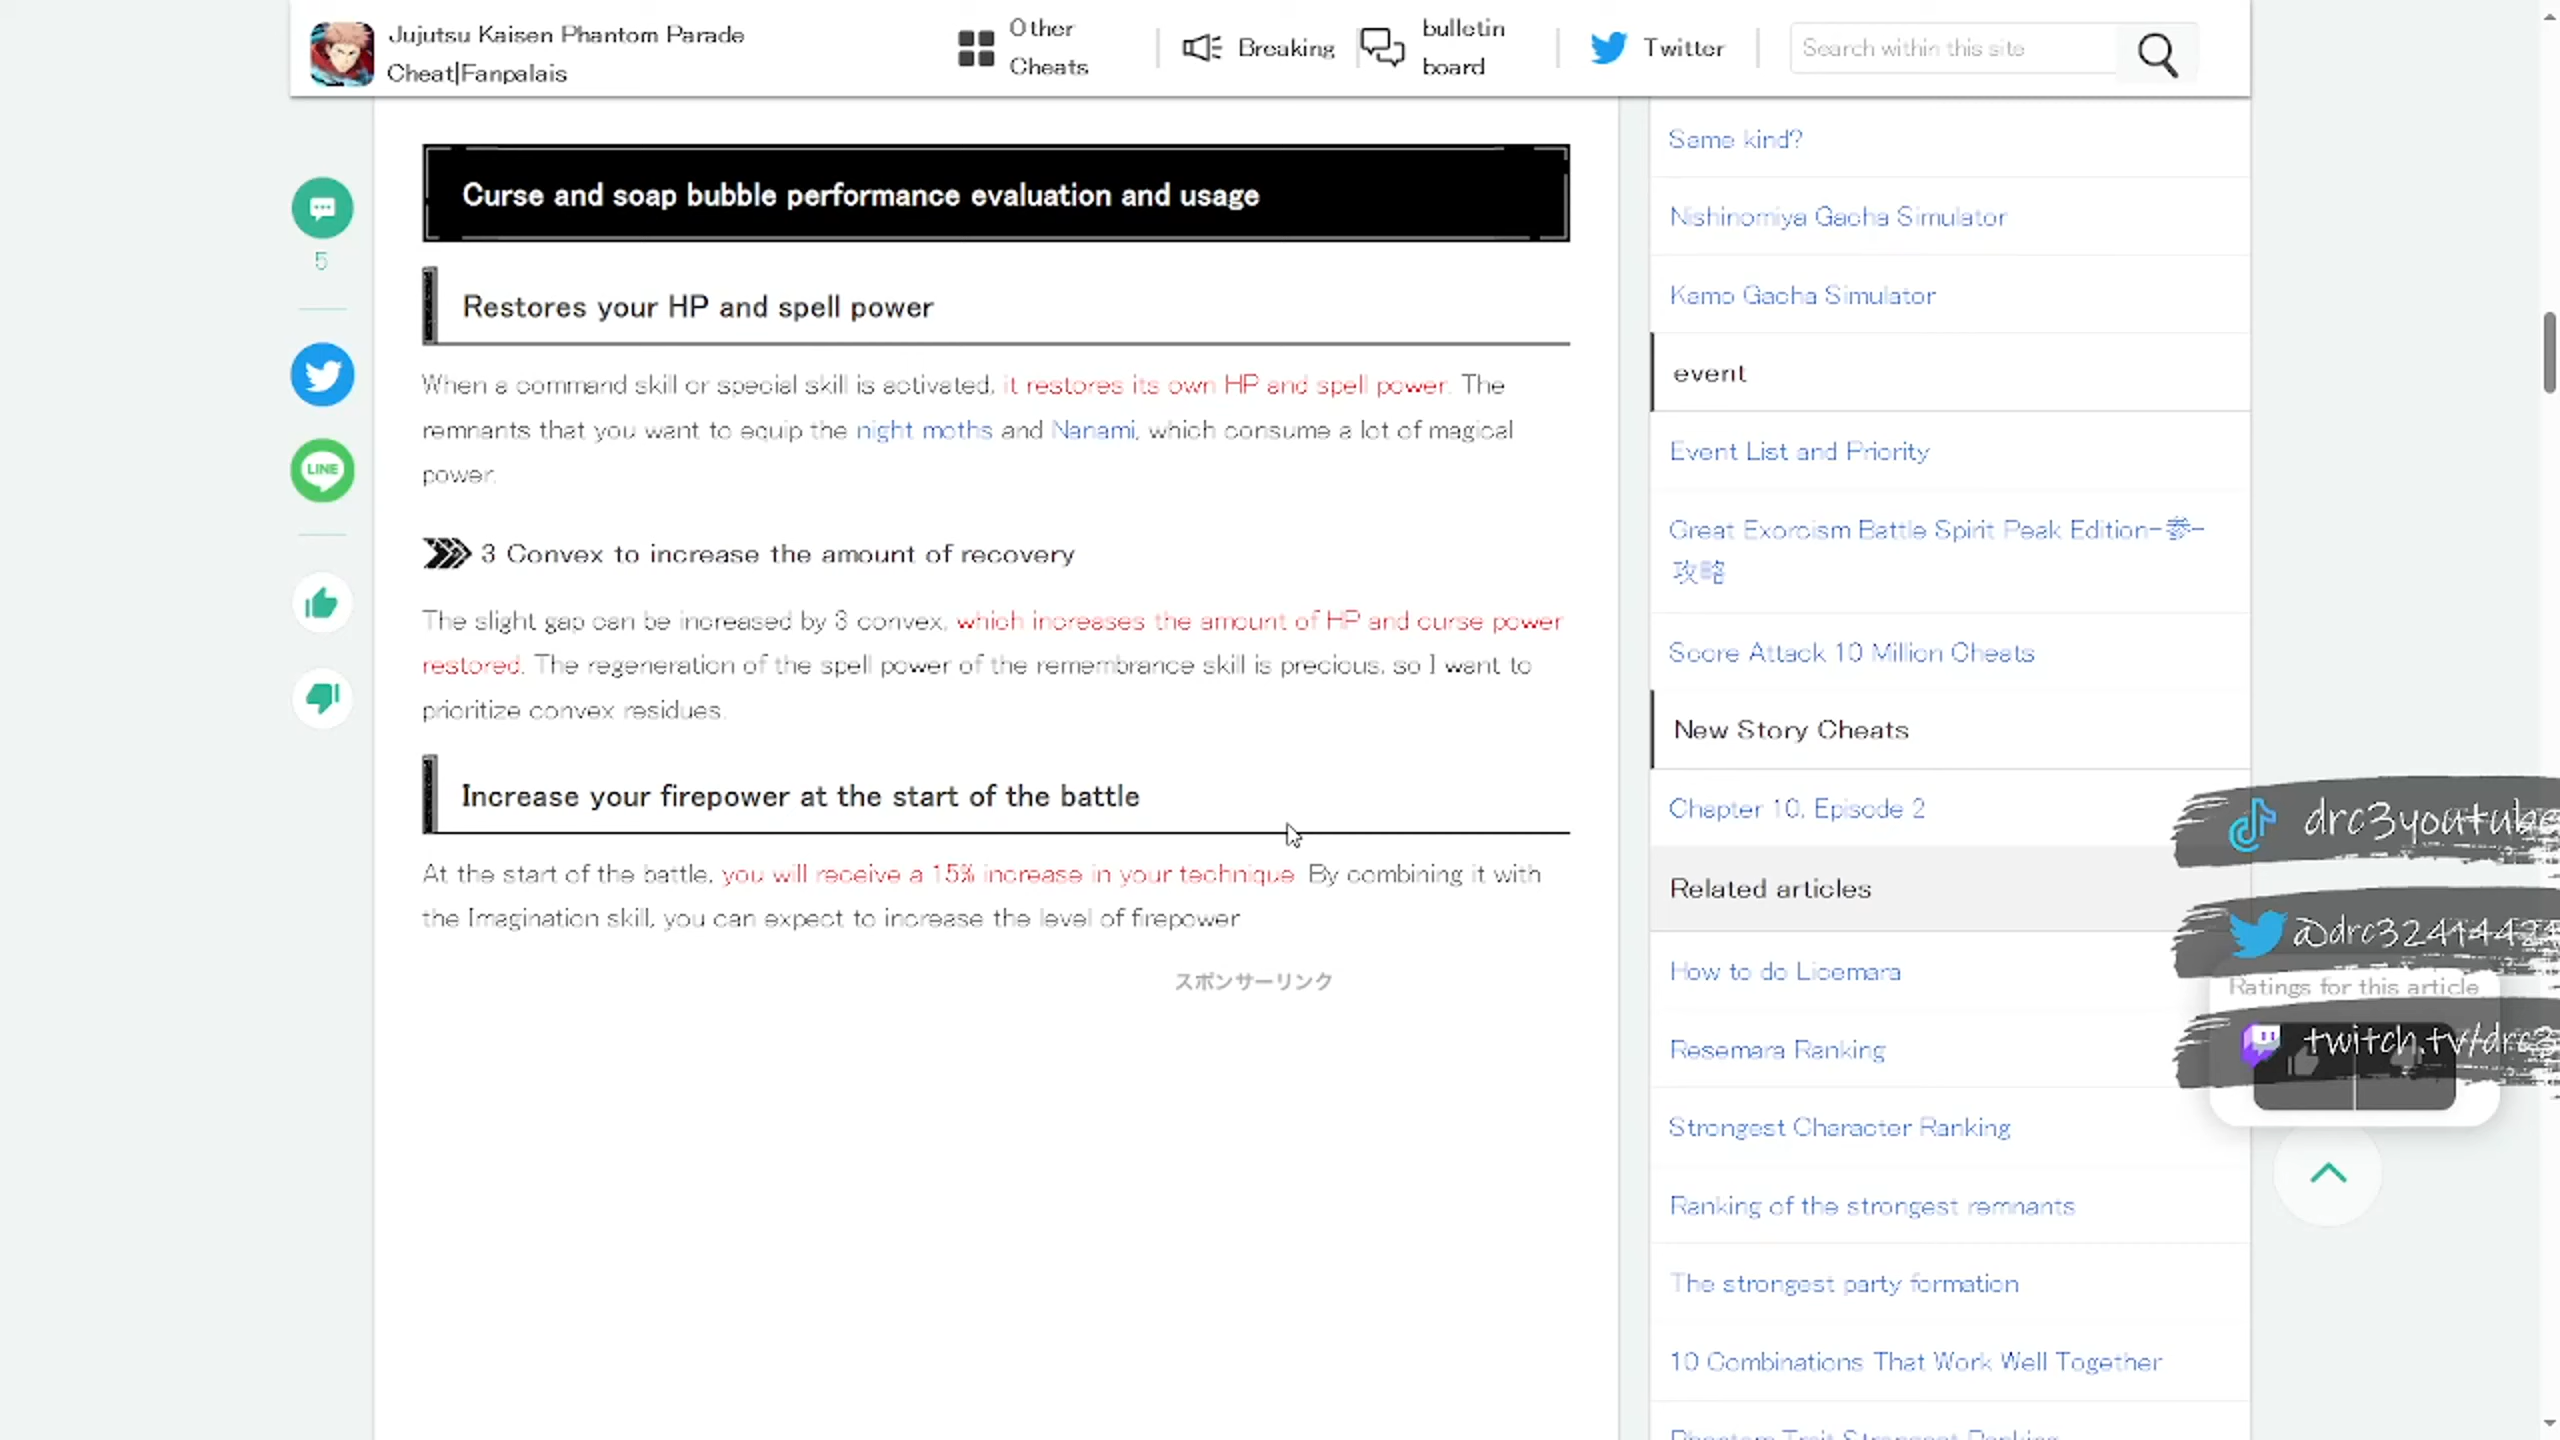 Jujutsu Kaisen Phantom Parade
Cheat|Fanpalais
Other
Cheats
Breaking
bulletin
board
Twitter
Search within this site
5
LINE
Curse and soap bubble performance evaluation and usage
Restores your HP and spell power
When a command skill or special skill is activated, it restores its own HP and spell power. The
remnants that you want to equip the night moths and Nanami, which consume a lot of magical
power.
3 Convex to increase the amount of recovery
The slight gap can be increased by 3 convex, which increases the amount of HP and curse power
restored. The regeneration of the spell power of the remembrance skill is precious, so I want to
prioritize convex residues.
Increase your firepower at the start of the battle
At the start of the battle, you will receive a 15% increase in your technique. By combining it with
the Imagination skill, you can expect to increase the level of firepower
スポンサーリンク
Same kind?
Nishinomiya Gacha Simulator
Kamo Gacha Simulator
event
Event List and Priority
Great Exorcism Battle Spirit Peak Edition-参-
攻略
Score Attack 10 Million Cheats
New Story Cheats
Chapter 10, Episode 2
Related articles
How to do Licemara
Resemara Ranking
Strongest Character Ranking
Ranking of the strongest remnants
The strongest party formation
10 Combinations That Work Well Together
Phantom Trait Strongest Ranking
drc3youtube
@drc32414424
Ratings for this article
twitch.tv/drc3